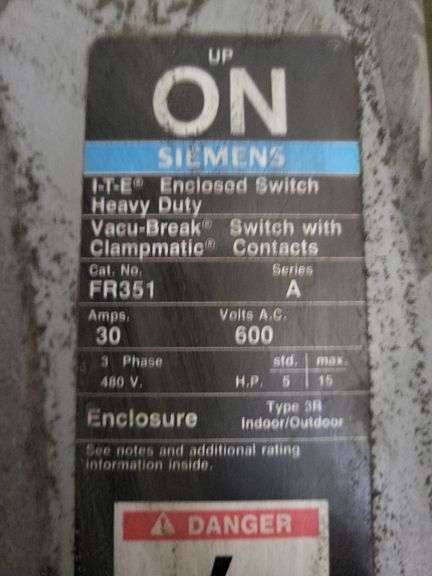 UP
ON
SIEMENS
I-T-E® Enclosed Switch
Heavy Duty
Vacu-Break® Switch with
Clampmatic® Contacts
Cat. No. Series
FR351 A
Amps. Volts A.C.
30 600
3 Phase std. max.
480 V. H.P. 5 15
Enclosure Type 3R
Indoor/Outdoor
See notes and additional rating
information inside.
DANGER